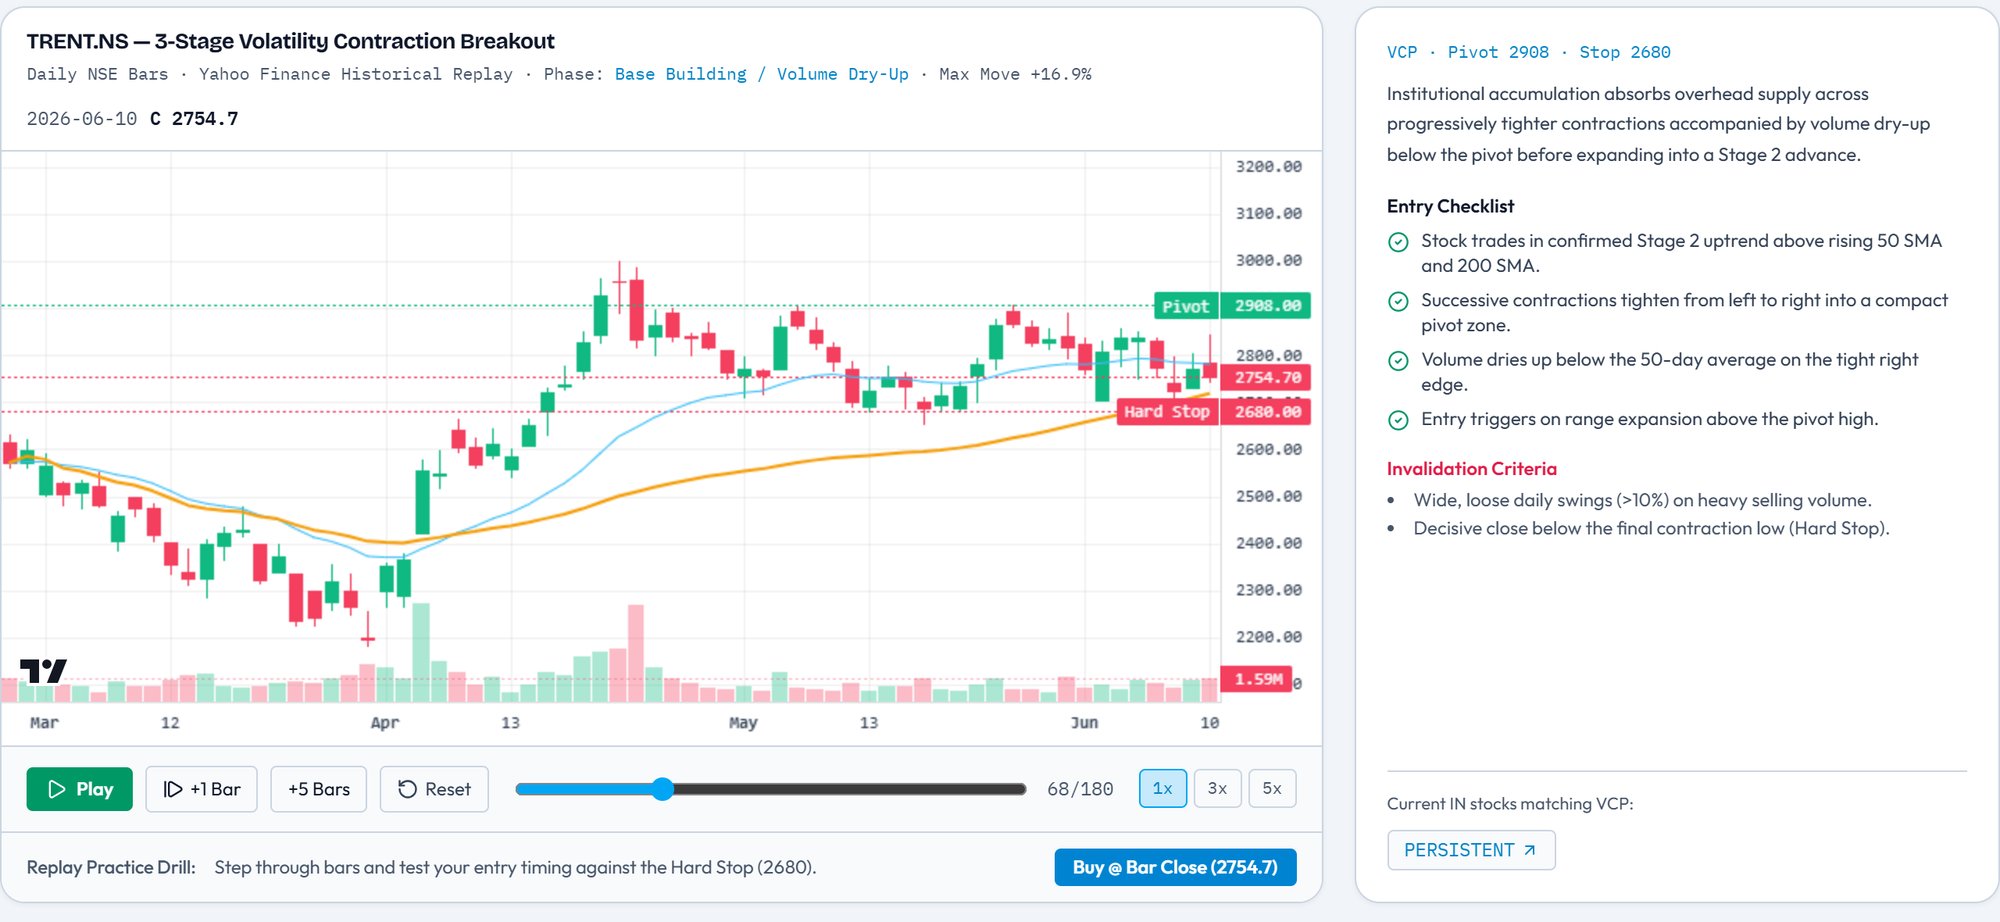 TRENT.NS — 3-Stage Volatility Contraction Breakout
Daily NSE Bars · Yahoo Finance Historical Replay · Phase: Base Building / Volume Dry-Up · Max Move +16.9%
2026-06-10 C 2754.7
3200.00
3100.00
3000.00
Pivot 2908.00
2800.00
2754.70
Hard Stop 2680.00
2600.00
2500.00
2400.00
2300.00
2200.00
1.59M
Mar 12 Apr 13 May 13 Jun 10
Play +1 Bar +5 Bars Reset 68/180 1x 3x 5x
Replay Practice Drill: Step through bars and test your entry timing against the Hard Stop (2680). Buy @ Bar Close (2754.7)
VCP · Pivot 2908 · Stop 2680
Institutional accumulation absorbs overhead supply across
progressively tighter contractions accompanied by volume dry-up
below the pivot before expanding into a Stage 2 advance.
Entry Checklist
Stock trades in confirmed Stage 2 uptrend above rising 50 SMA
and 200 SMA.
Successive contractions tighten from left to right into a compact
pivot zone.
Volume dries up below the 50-day average on the tight right
edge.
Entry triggers on range expansion above the pivot high.
Invalidation Criteria
• Wide, loose daily swings (>10%) on heavy selling volume.
• Decisive close below the final contraction low (Hard Stop).
Current IN stocks matching VCP:
PERSISTENT ↗